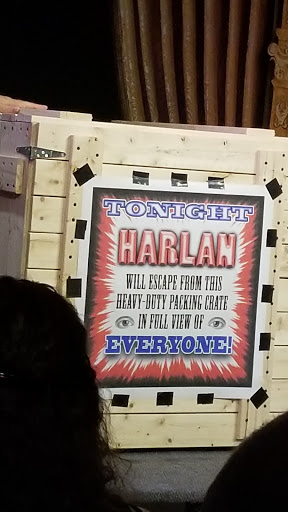 TONIGHT
HARLAN
WILL ESCAPE FROM THIS
HEAVY-DUTY PACKING CRATE
IN FULL VIEW OF
EVERYONE!